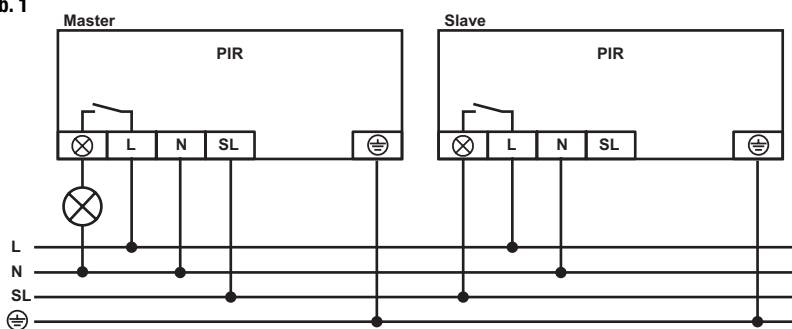 b. 1
Master
Slave
PIR
PIR
L N SL
L N SL
L
N
SL